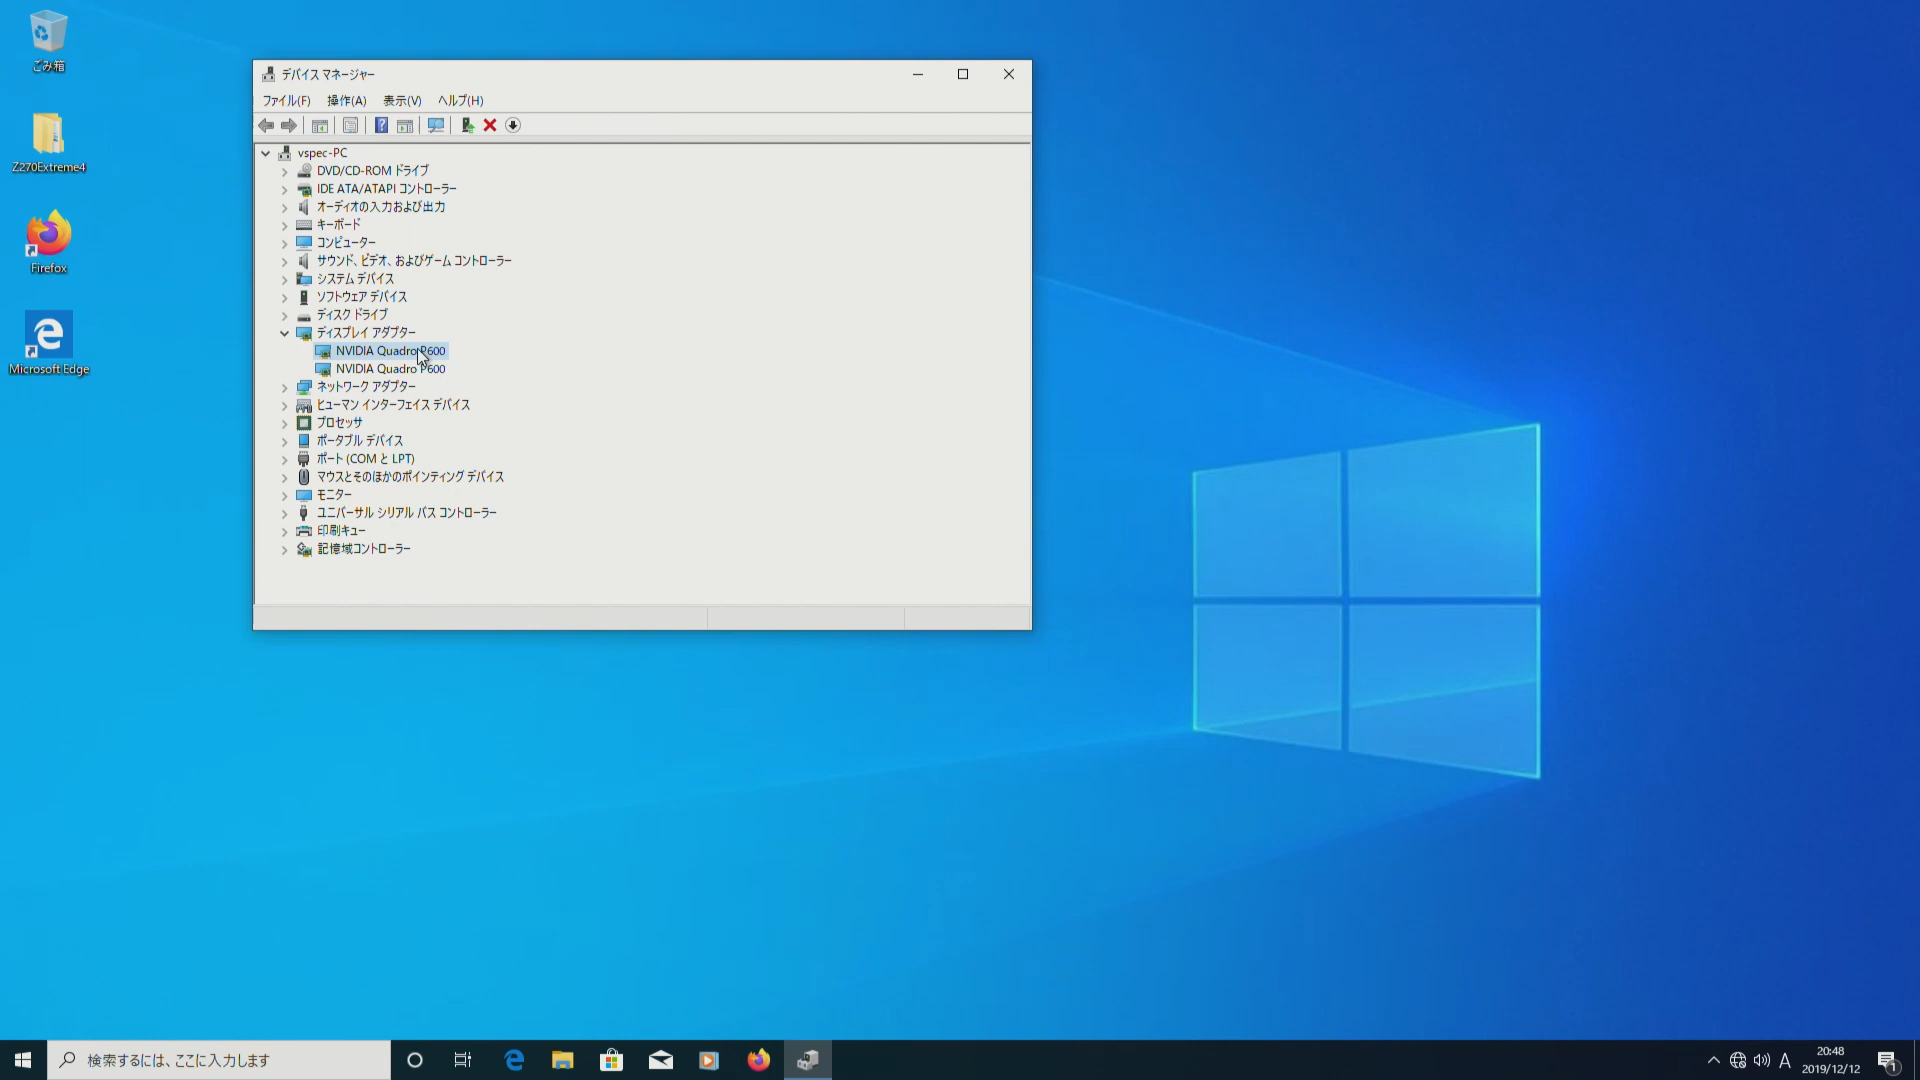 ごみ箱
Z270Extreme4
Firefox
Microsoft Edge
デバイス マネージャー
ファイル(F) 操作(A) 表示(V) ヘルプ(H)
vspec-PC
DVD/CD-ROM ドライブ
IDE ATA/ATAPI コントローラー
オーディオの入力および出力
キーボード
コンピューター
サウンド、ビデオ、およびゲーム コントローラー
システム デバイス
ソフトウェア デバイス
ディスク ドライブ
ディスプレイ アダプター
NVIDIA Quadro P600
NVIDIA Quadro P600
ネットワーク アダプター
ヒューマン インターフェイス デバイス
プロセッサ
ポータブル デバイス
ポート (COM と LPT)
マウスとそのほかのポインティング デバイス
モニター
ユニバーサル シリアル バス コントローラー
印刷キュー
記憶域コントローラー
検索するには、ここに入力します
A
20:48
2019/12/12
1